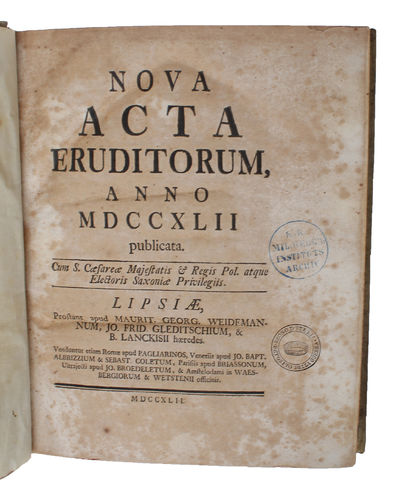 NOVA
ACTA
ERUDITORUM,
ANNO
MDCCXLII
publicata.
Cum S. Cæsareæ Majestatis & Regis Pol. atque
Electoris Saxoniæ Privilegiis.
LIPSIÆ,
Prostant apud MAURIT. GEORG. WEIDEMAN-
NUM, JO. FRID. GLEDITSCHIUM, &
B. LANCKISII hæredes.
Venduntur etiam Romæ apud PAGLIARINOS, Venetiis apud JO. BAPT.
ALBRIZZIUM & SEBAST. COLETUM, Parisiis apud BRIASSONUM,
Ultrajecti apud JO. BROEDELETUM, & Amstelodami in WAES-
BERGIORUM & WETSTENII officinis.
MDCCXLII.
INSTITUTS
ARCHIV